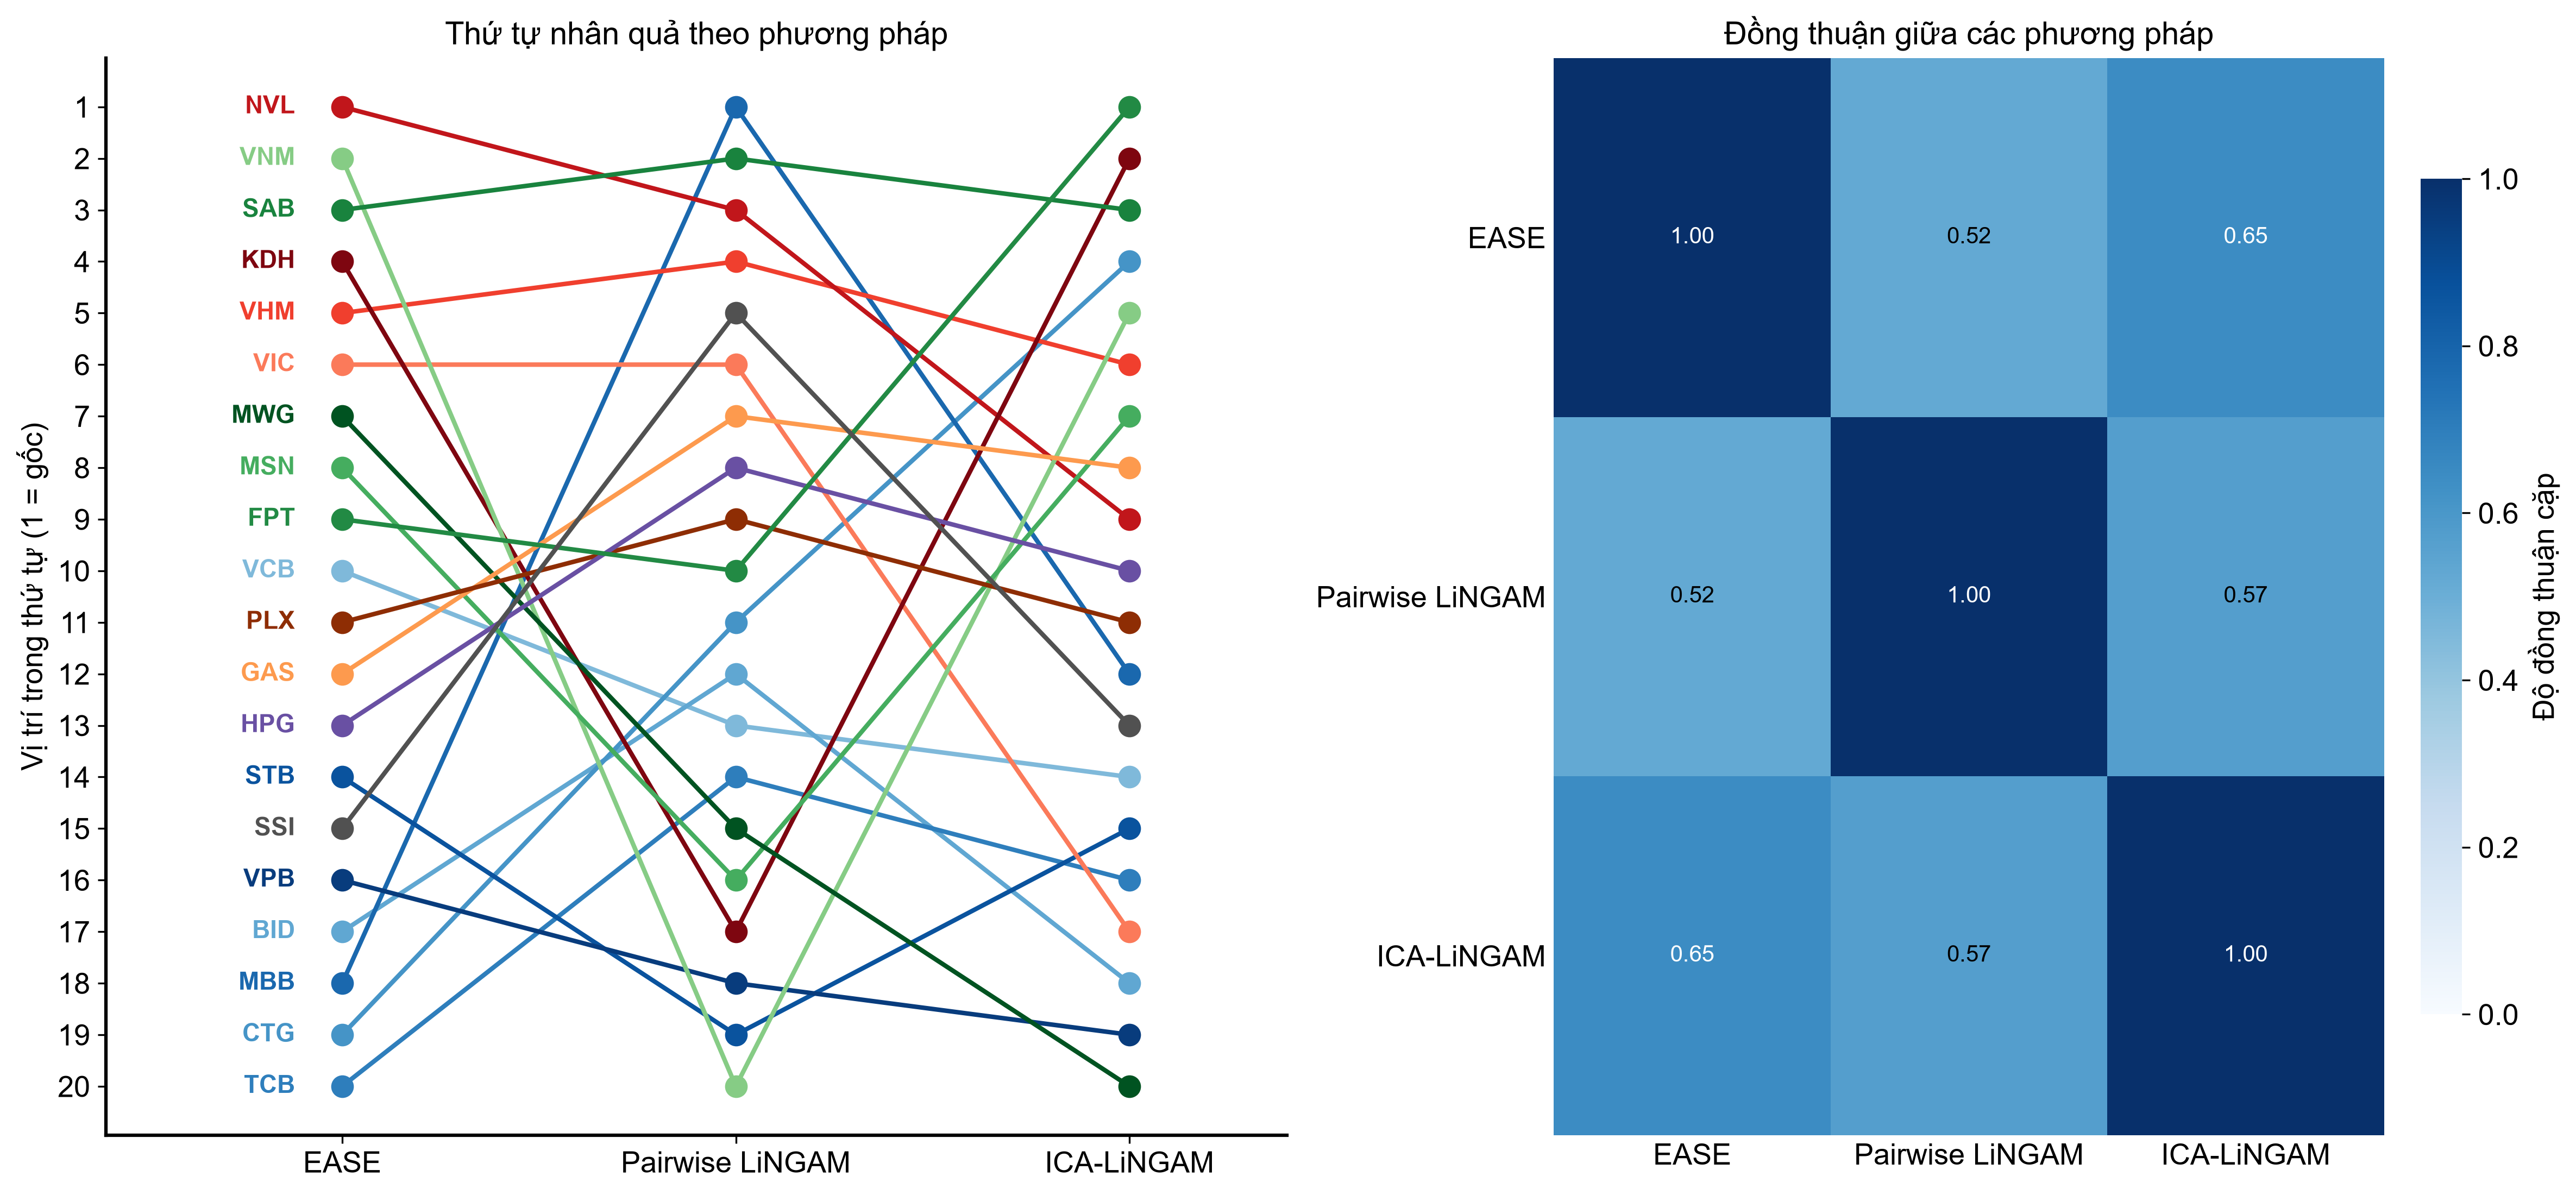 Thứ tự nhân quả theo phương pháp
Vị trí trong thứ tự (1 = gốc)
1
2
3
4
5
6
7
8
9
10
11
12
13
14
15
16
17
18
19
20
NVL
VNM
SAB
KDH
VHM
VIC
MWG
MSN
FPT
VCB
PLX
GAS
HPG
STB
SSI
VPB
BID
MBB
CTG
TCB
EASE Pairwise LiNGAM ICA-LiNGAM
Đồng thuận giữa các phương pháp
EASE 1.00 0.52 0.65
Pairwise LiNGAM 0.52 1.00 0.57
ICA-LiNGAM 0.65 0.57 1.00
EASE Pairwise LiNGAM ICA-LiNGAM
1.0
0.8
0.6
0.4
0.2
0.0
Độ đồng thuận cặp